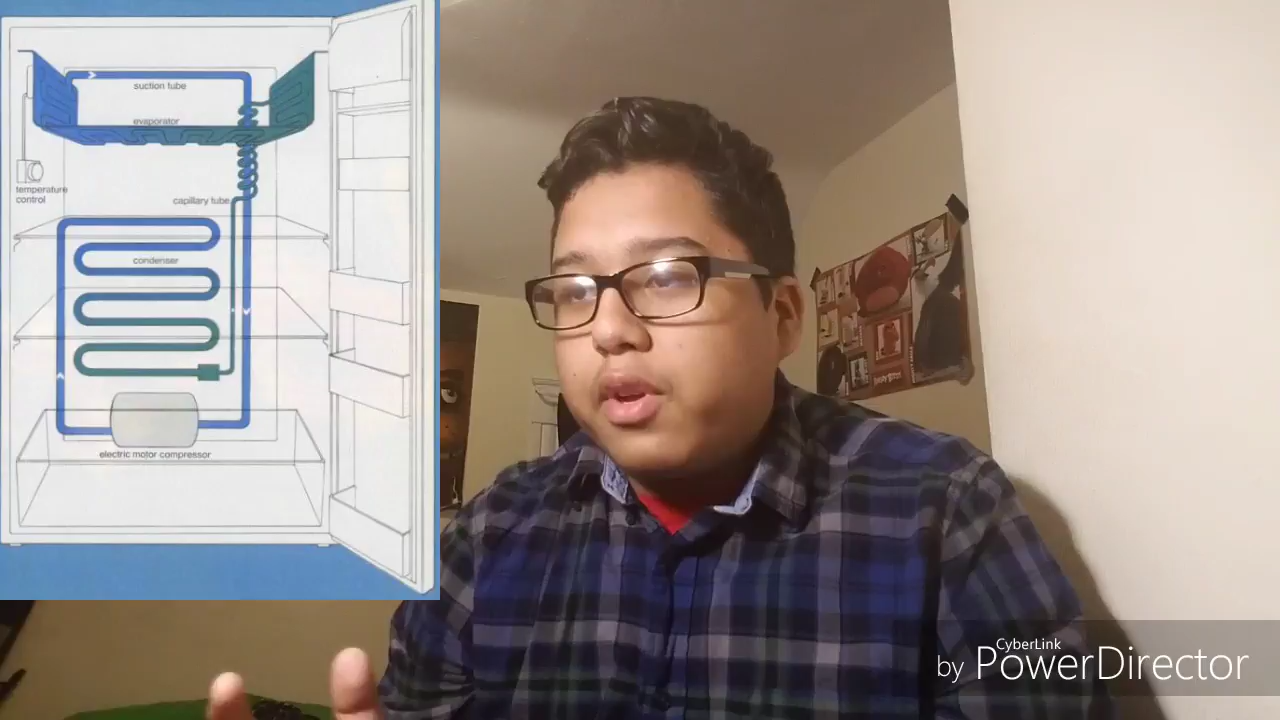 suction tube
evaporator
temperature
control
capillary tube
condenser
electric motor compressor
CyberLink
by PowerDirector